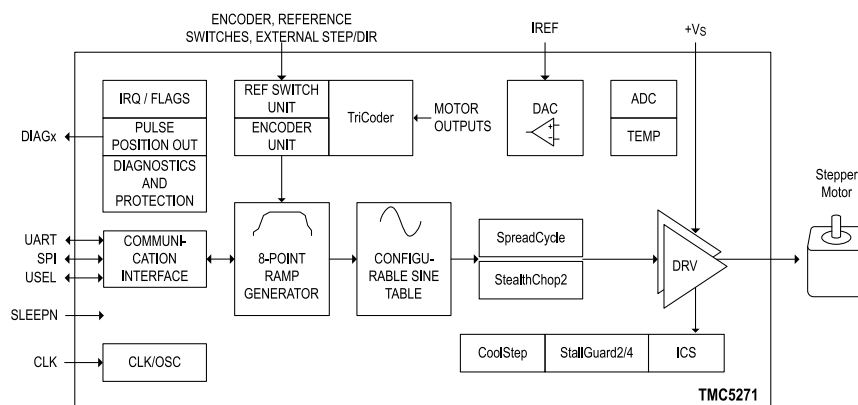 ENCODER, REFERENCE
SWITCHES, EXTERNAL STEP/DIR
IREF
+VS
IRQ / FLAGS
PULSE
POSITION OUT
DIAGNOSTICS
AND
PROTECTION
DIAGx
REF SWITCH
UNIT
ENCODER
UNIT
TriCoder
MOTOR
OUTPUTS
DAC
+
-
ADC
TEMP
UART
SPI
USEL
COMMUNI-
CATION
INTERFACE
8-POINT
RAMP
GENERATOR
CONFIGU-
RABLE SINE
TABLE
SpreadCycle
StealthChop2
DRV
Stepper
Motor
SLEEPN
CLK
CLK/OSC
CoolStep
StallGuard2/4
ICS
TMC5271